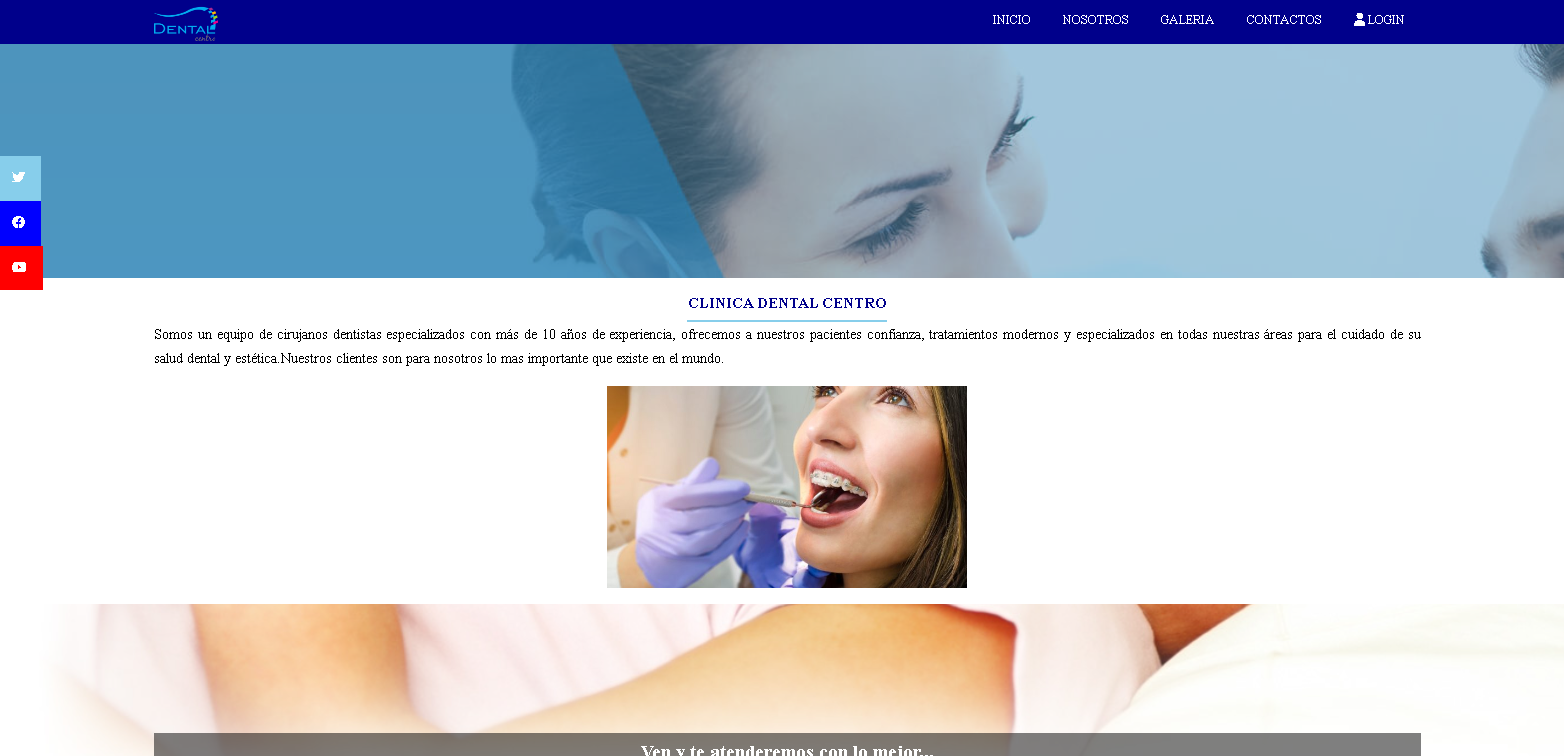 DENTAL
centro
INICIO NOSOTROS GALERIA CONTACTOS LOGIN
CLINICA DENTAL CENTRO
Somos un equipo de cirujanos dentistas especializados con más de 10 años de experiencia, ofrecemos a nuestros pacientes confianza, tratamientos modernos y especializados en todas nuestras áreas para el cuidado de su
salud dental y estética.Nuestros clientes son para nosotros lo mas importante que existe en el mundo.
Ven y te atenderemos con lo mejor...